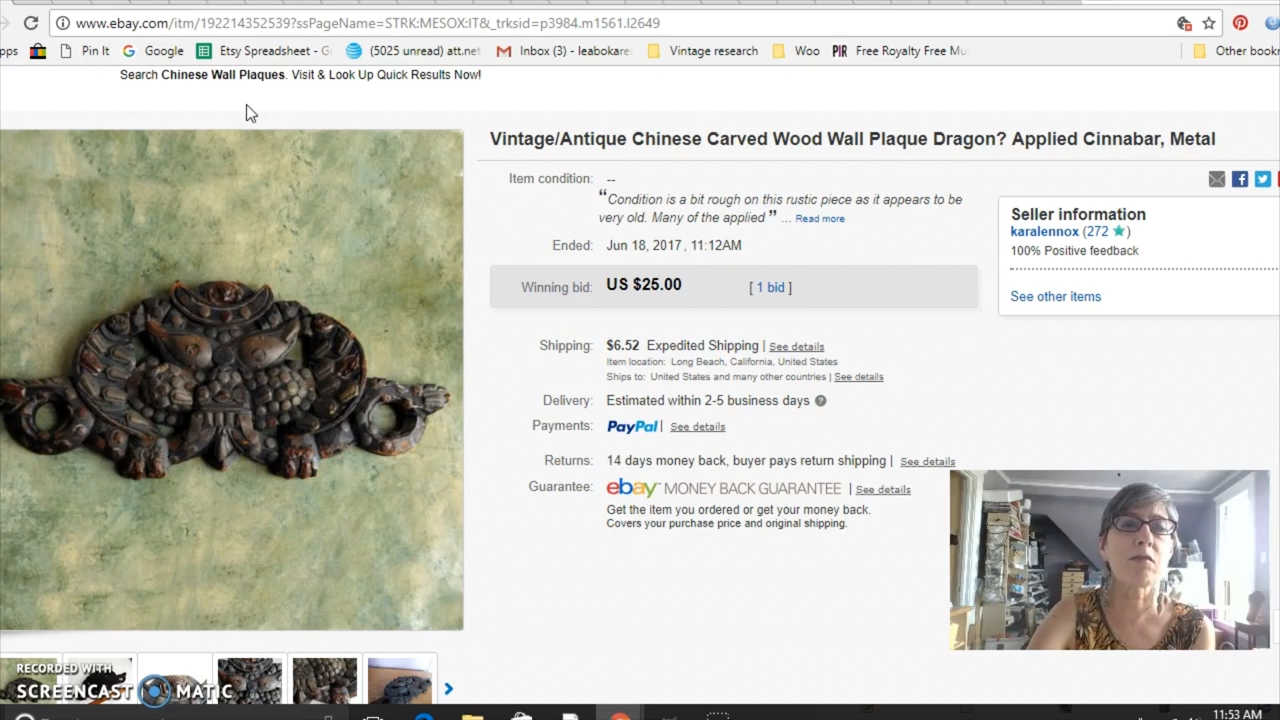 www.ebay.com/itm/192214352539?ssPageName=STRK:MESOX:IT&_trksid=p3984.m1561.l2649
Pin It Google Etsy Spreadsheet - G (5025 unread) att.net Inbox (3) - leabokare Vintage research Woo PIR Free Royalty Free Mu Other bookr
Search Chinese Wall Plaques. Visit & Look Up Quick Results Now!
Vintage/Antique Chinese Carved Wood Wall Plaque Dragon? Applied Cinnabar, Metal
Item condition: --
“Condition is a bit rough on this rustic piece as it appears to be
very old. Many of the applied ” ... Read more
Ended: Jun 18, 2017 , 11:12AM
Winning bid: US $25.00 [ 1 bid ]
Shipping: $6.52 Expedited Shipping | See details
Item location: Long Beach, California, United States
Ships to: United States and many other countries | See details
Delivery: Estimated within 2-5 business days ?
Payments: PayPal | See details
Returns: 14 days money back, buyer pays return shipping | See details
Guarantee: ebay MONEY BACK GUARANTEE | See details
Get the item you ordered or get your money back.
Covers your purchase price and original shipping.
Seller information
karalennox (272 )
100% Positive feedback
See other items
RECORDED WITH
SCREENCAST MATIC
11:53 AM